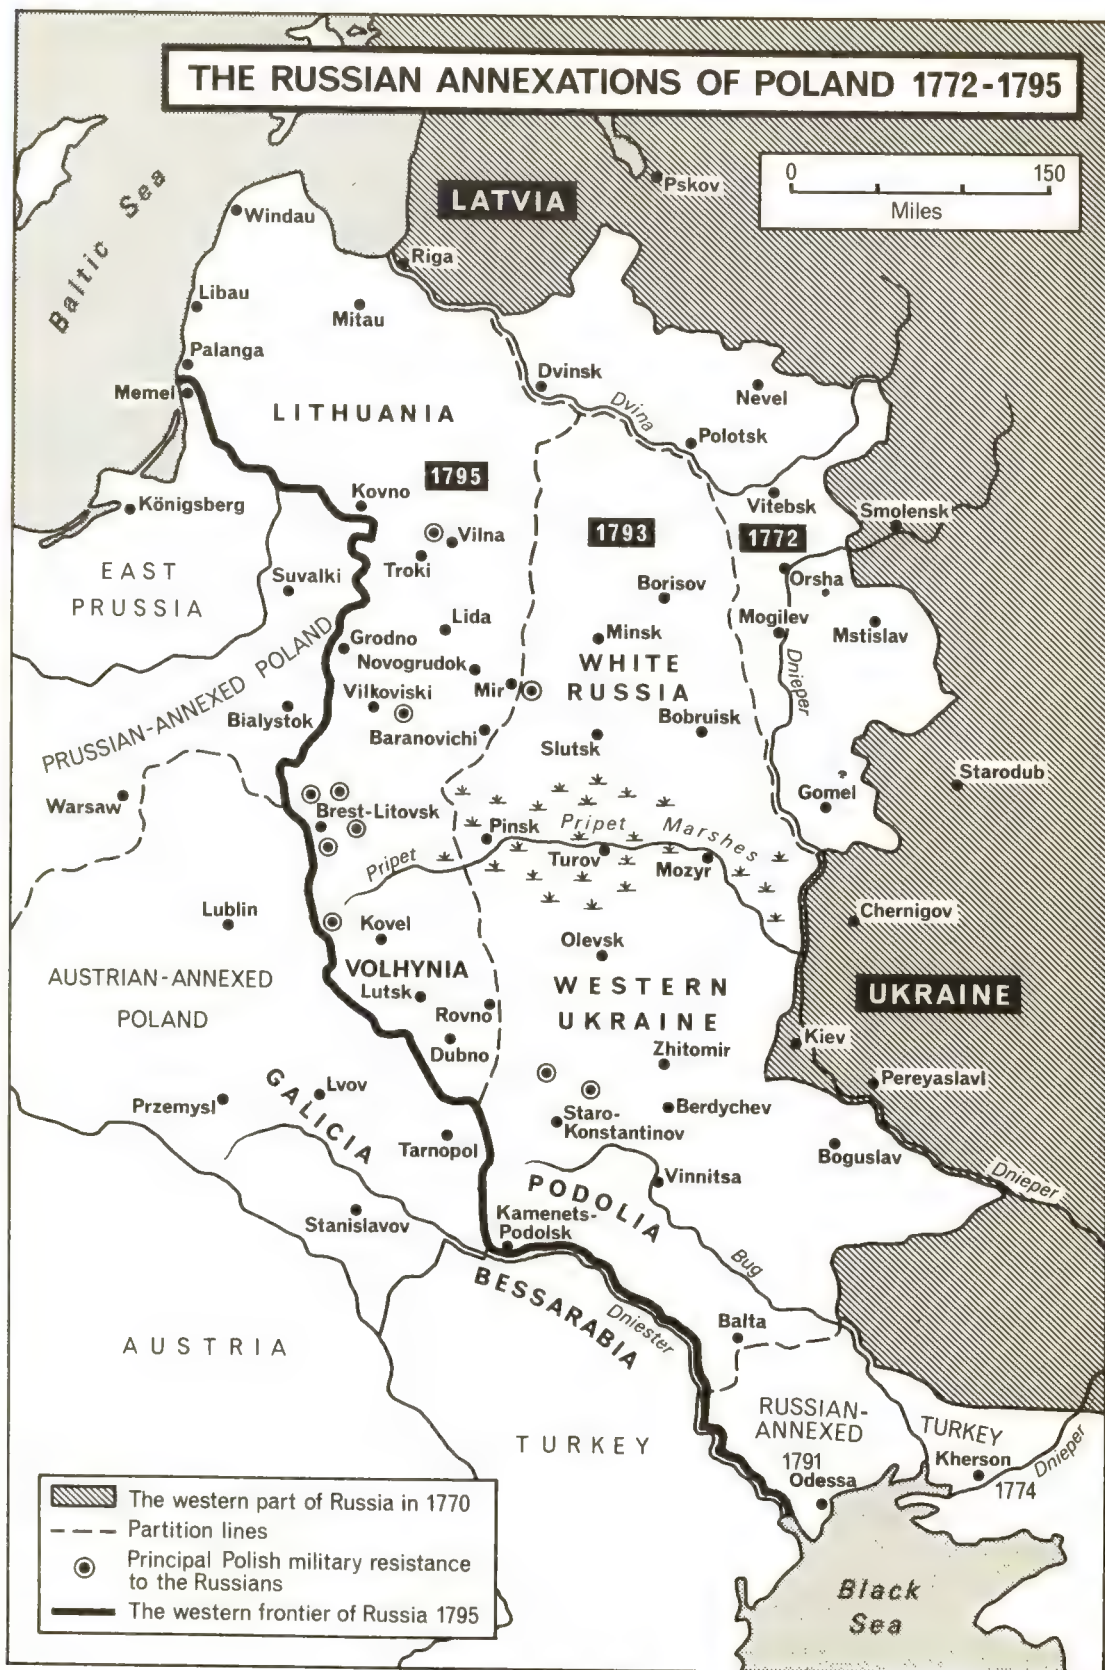 THE RUSSIAN ANNEXATIONS OF POLAND 1772-1795
0 150
Miles
Pskov
LATVIA
Baltic Sea
Windau
Riga
Libau
Mitau
Palanga
Memel
Dvinsk
Nevel
Dvina
LITHUANIA
Polotsk
1795
Königsberg
Kovno
Vitebsk
Smolensk
Vilna
1793
1772
Troki
EAST
PRUSSIA
Suvalki
Orsha
Borisov
Lida
Mogilev
Mstislav
Grodno
Minsk
PRUSSIAN-ANNEXED POLAND
Novogrudok
WHITE
RUSSIA
Dnieper
Vilkoviski
Mir
Bialystok
Bobruisk
Baranovichi
Slutsk
Starodub
Warsaw
Gomel
Brest-Litovsk
Pinsk
Pripet Marshes
Turov
Mozyr
Pripet
Lublin
Chernigov
Kovel
Olevsk
VOLHYNIA
AUSTRIAN-ANNEXED
POLAND
Lutsk
WESTERN
UKRAINE
UKRAINE
Rovno
Kiev
Dubno
Zhitomir
Pereyaslavl
GALICIA
Lvov
Przemysl
Berdychev
Staro-
Konstantinov
Tarnopol
Boguslav
Dnieper
Vinnitsa
PODOLIA
Stanislavov
Kamenets-
Podolsk
Bug
BESSARABIA
Dniester
Balta
AUSTRIA
RUSSIAN-
ANNEXED
1791
TURKEY
TURKEY
Kherson
1774
Dnieper
Odessa
Black
Sea
The western part of Russia in 1770
Partition lines
Principal Polish military resistance
to the Russians
The western frontier of Russia 1795